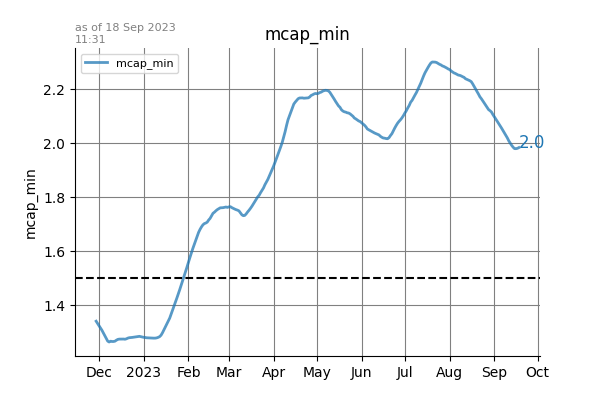 as of 18 Sep 2023
11:31
mcap_min
mcap_min
mcap_min
2.2
2.0
1.8
1.6
1.4
2.0
Dec 2023 Feb Mar Apr May Jun Jul Aug Sep Oct